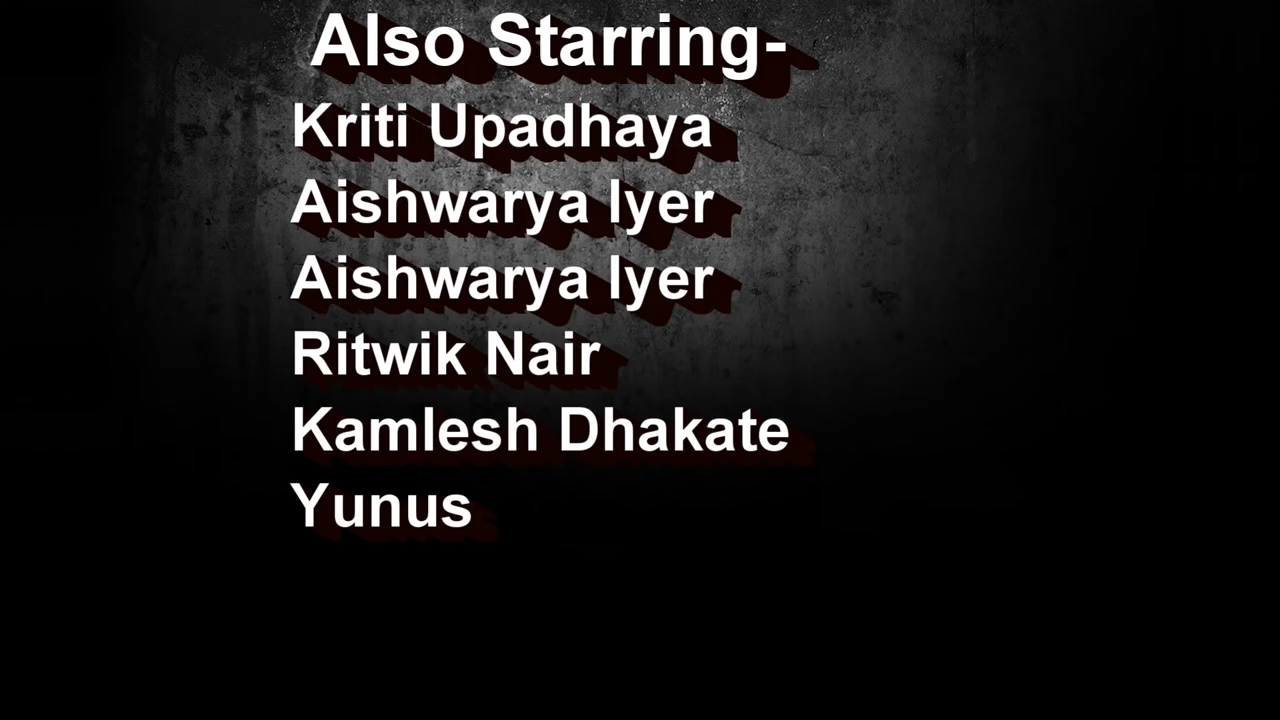 Also Starring-
Kriti Upadhaya
Aishwarya Iyer
Aishwarya Iyer
Ritwik Nair
Kamlesh Dhakate
Yunus